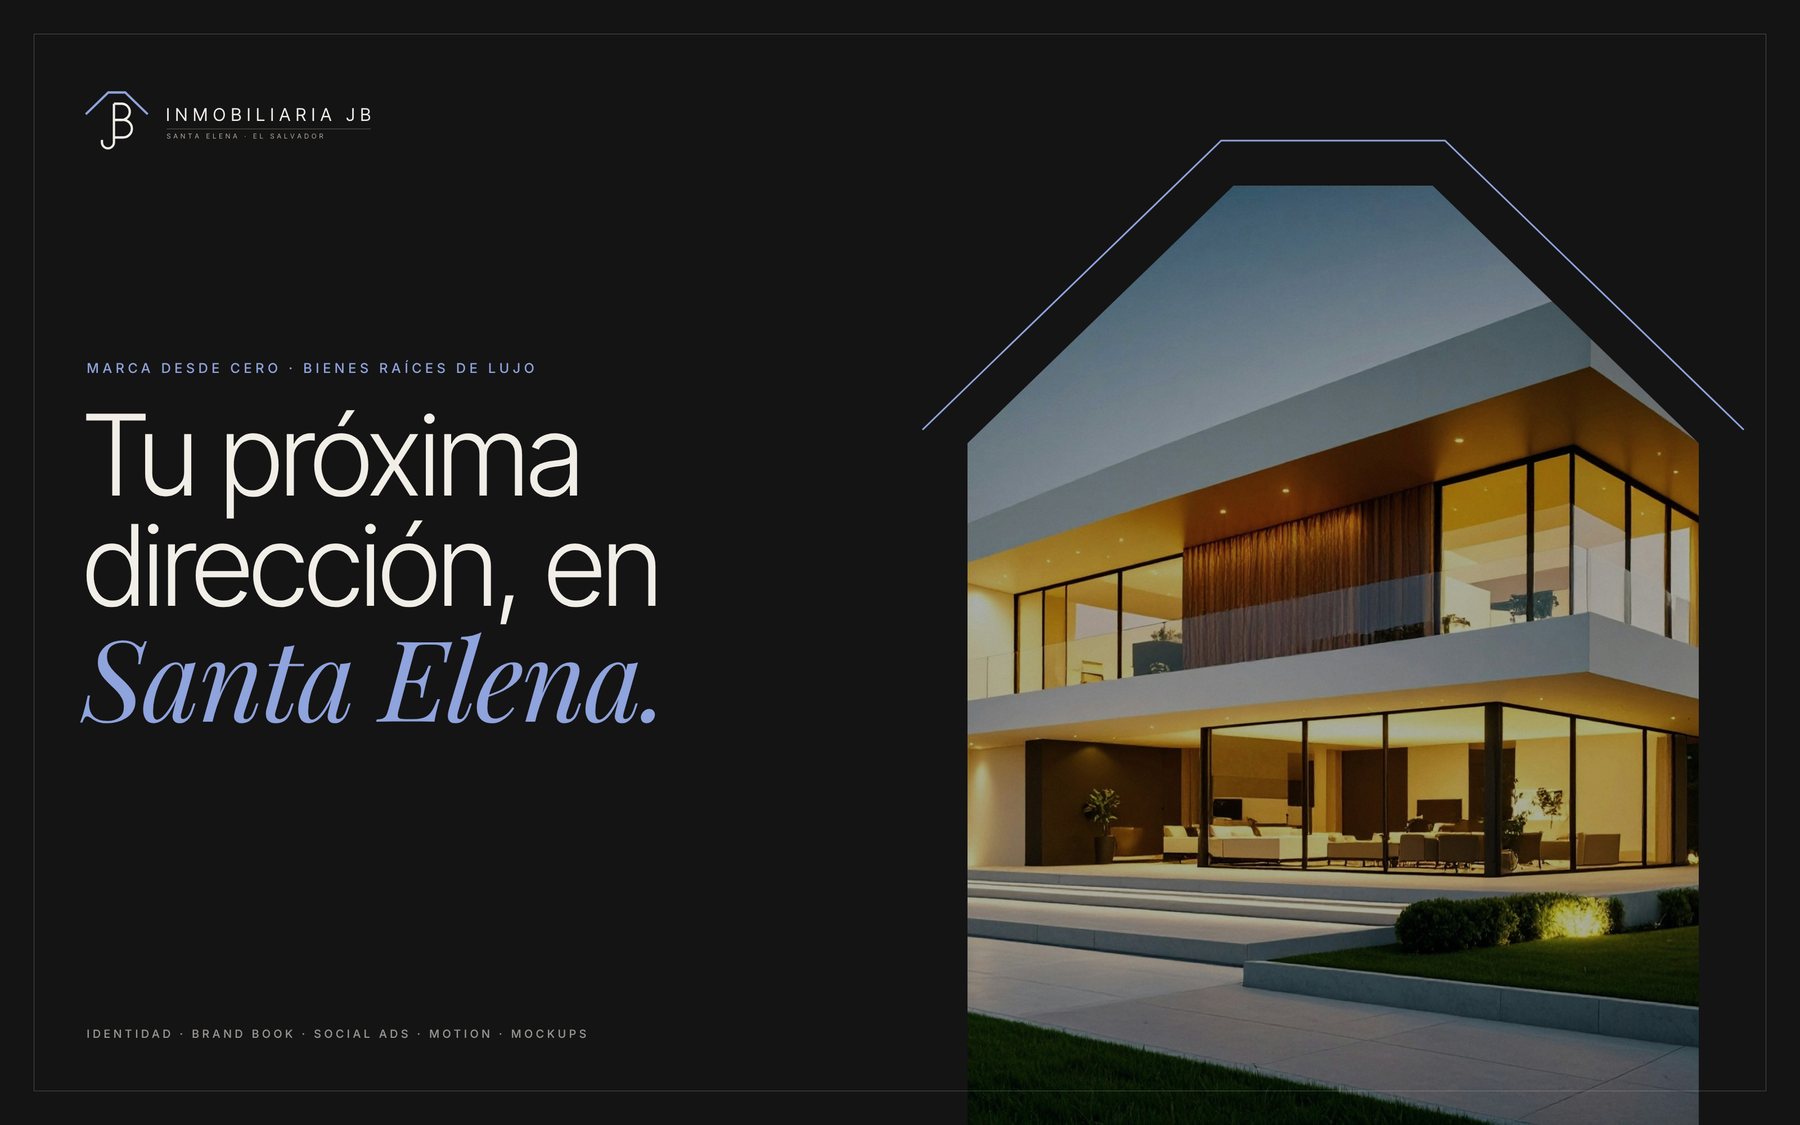 JB
INMOBILIARIA JB
SANTA ELENA · EL SALVADOR
MARCA DESDE CERO · BIENES RAÍCES DE LUJO
Tu próxima
dirección, en
Santa Elena.
IDENTIDAD · BRAND BOOK · SOCIAL ADS · MOTION · MOCKUPS